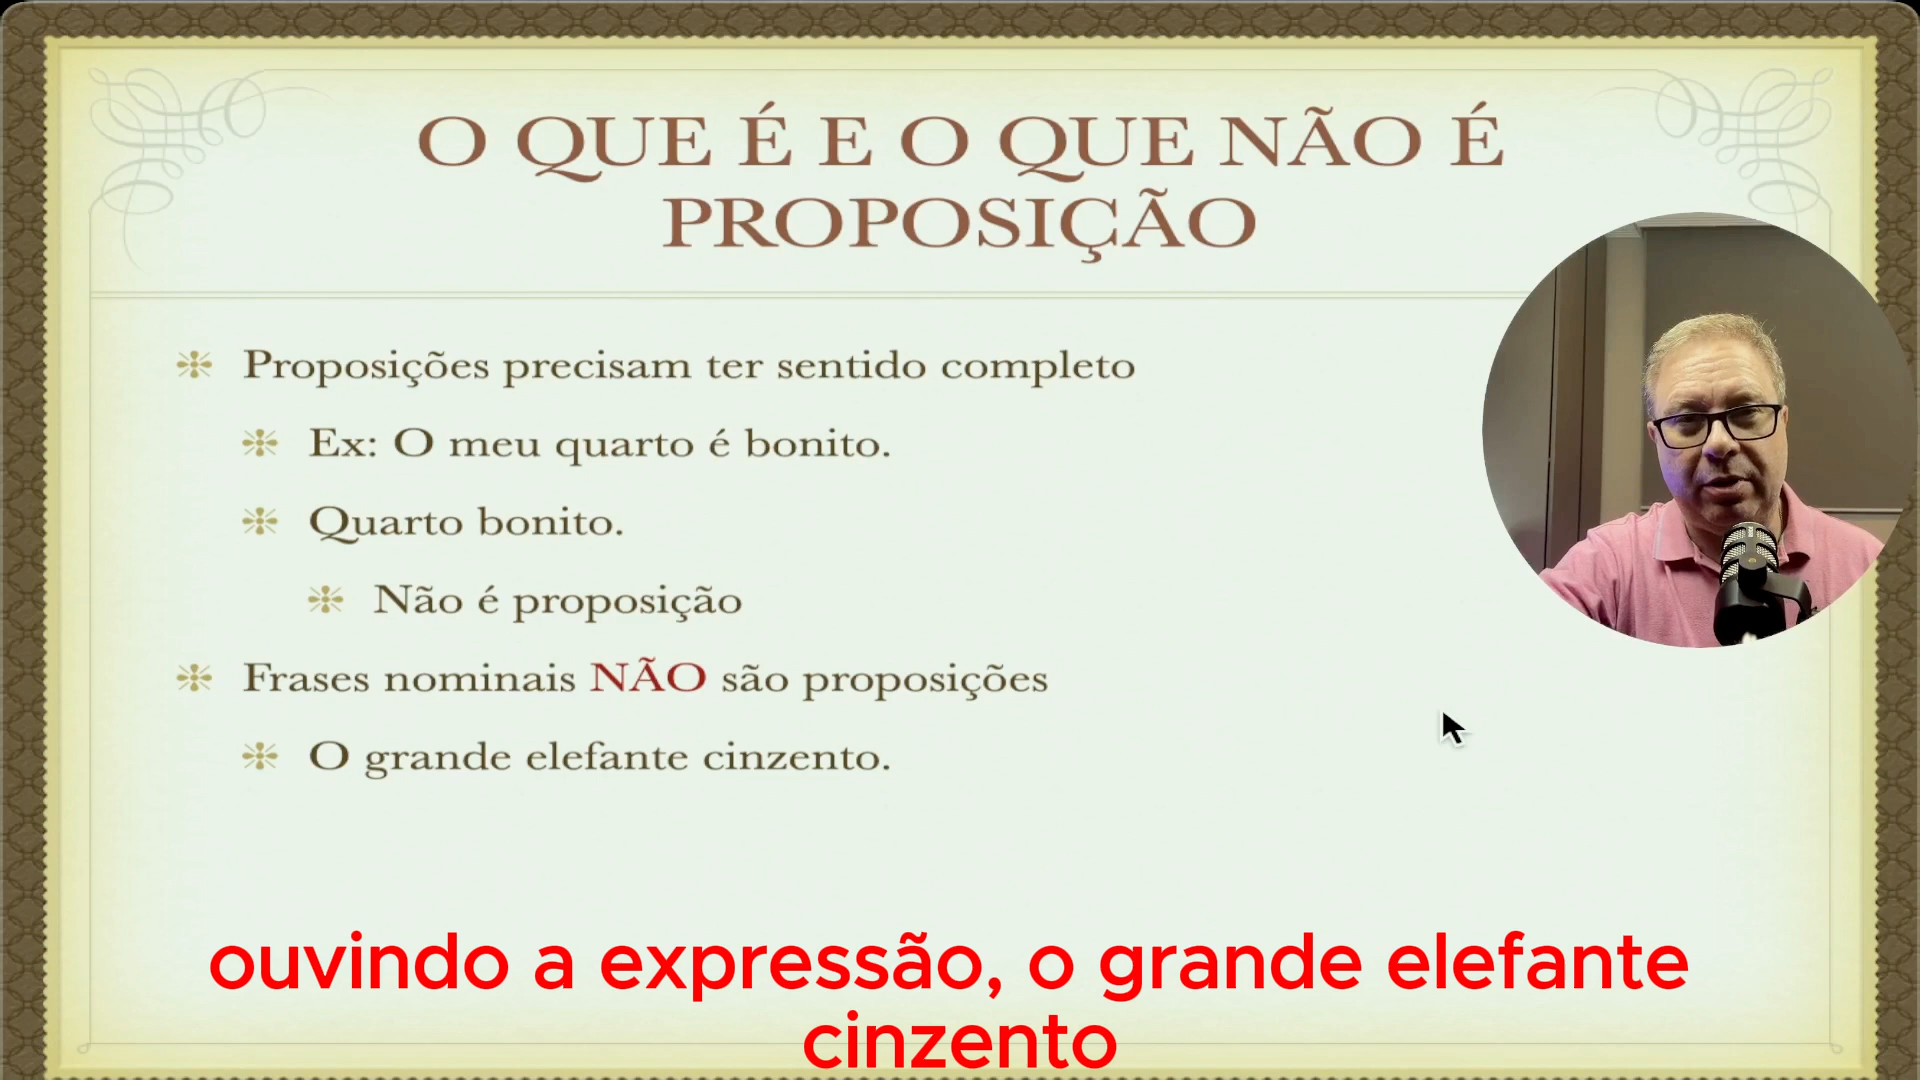 O QUE É E O QUE NÃO É
PROPOSIÇÃO
Proposições precisam ter sentido completo
Ex: O meu quarto é bonito.
Quarto bonito.
Não é proposição
Frases nominais NÃO são proposições
O grande elefante cinzento.
ouvindo a expressão, o grande elefante
cinzento